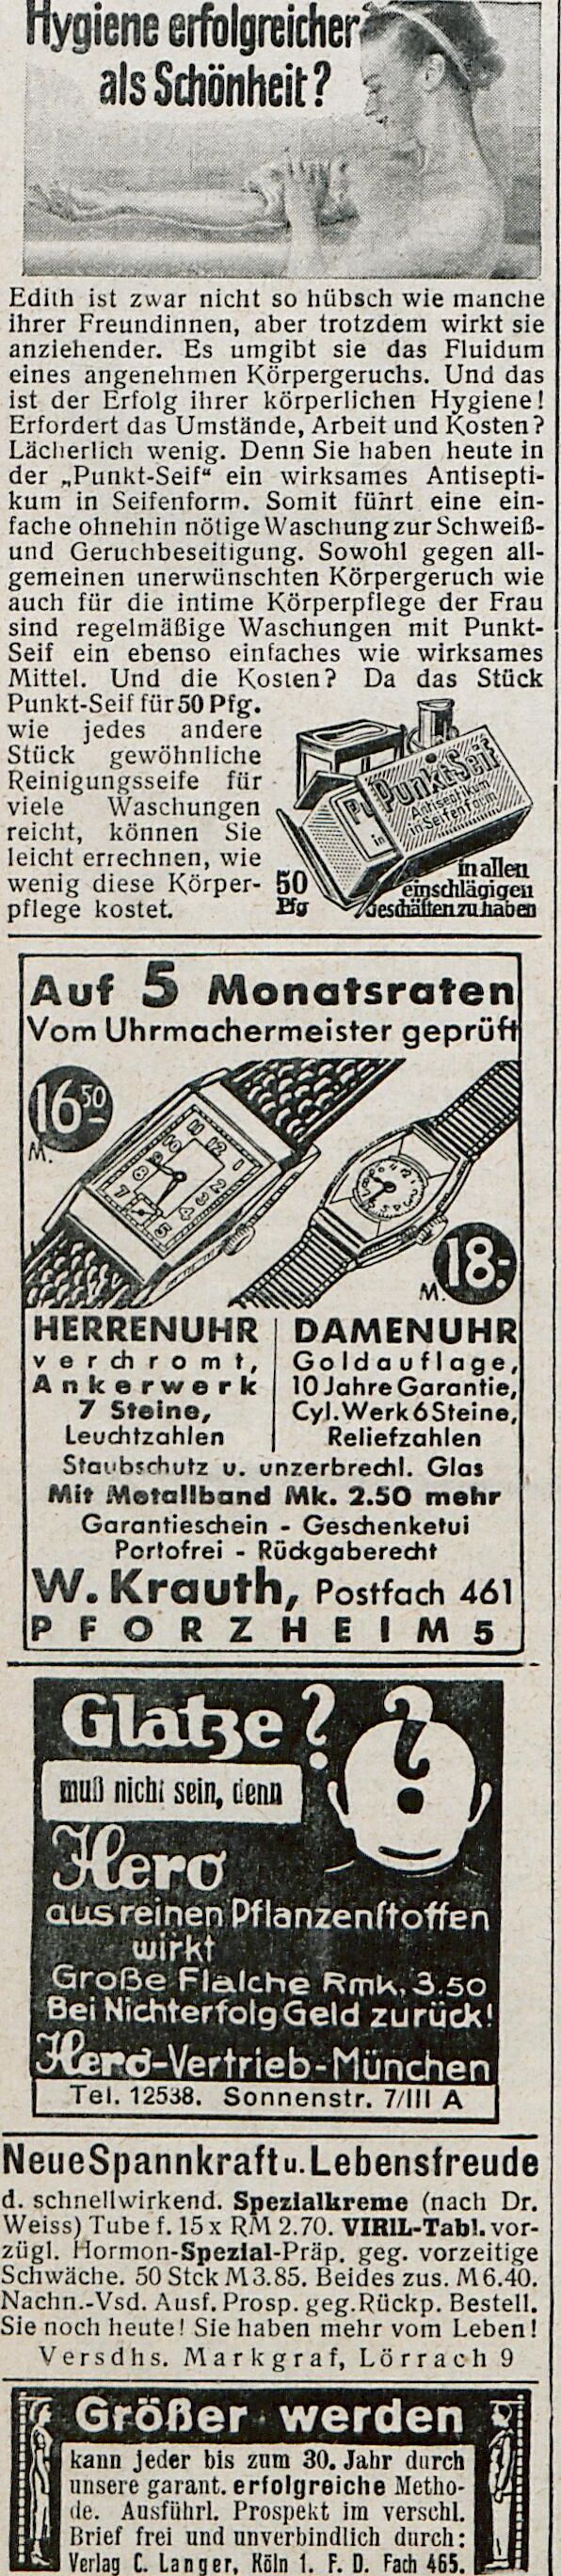 Hygiene erfolgreicher
als Schönheit?
Edith ist zwar nicht so hübsch wie manche
ihrer Freundinnen, aber trotzdem wirkt sie
anziehender. Es umgibt sie das Fluidum
eines angenehmen Körpergeruchs. Und das
ist der Erfolg ihrer körperlichen Hygiene!
Erfordert das Umstände, Arbeit und Kosten?
Lächerlich wenig. Denn Sie haben heute in
der „Punkt-Seif“ ein wirksames Antisepti-
kum in Seifenform. Somit führt eine ein-
fache ohnehin nötige Waschung zur Schweiß-
und Geruchbeseitigung. Sowohl gegen all-
gemeinen unerwünschten Körpergeruch wie
auch für die intime Körperpflege der Frau
sind regelmäßige Waschungen mit Punkt-
Seif ein ebenso einfaches wie wirksames
Mittel. Und die Kosten? Da das Stück
Punkt-Seif für 50 Pfg.
wie jedes andere
Stück gewöhnliche
Reinigungsseife für
viele Waschungen
reicht, können Sie
leicht errechnen, wie
wenig diese Körper-
pflege kostet.
PunktSeif
Antiseptikum
in Seifenform
Pu
in
50
Pfg
in allen
einschlägigen
Geschäften zu haben
Auf 5 Monatsraten
Vom Uhrmachermeister geprüft
M. 16 50
M. 18.-
HERRENUHR
verchromt,
Ankerwerk
7 Steine,
Leuchtzahlen
DAMENUHR
Goldauflage,
10 Jahre Garantie,
Cyl. Werk 6 Steine,
Reliefzahlen
Staubschutz u. unzerbrechl. Glas
Mit Metallband Mk. 2.50 mehr
Garantieschein - Geschenketui
Portofrei - Rückgaberecht
W. Krauth, Postfach 461
PFORZHEIM 5
Glatze?
muß nicht sein, denn
Hero
aus reinen Pflanzenstoffen
wirkt
Große Flasche Rmk. 3.50
Bei Nichterfolg Geld zurück!
Hero-Vertrieb-München
Tel. 12538. Sonnenstr. 7/III A
Neue Spannkraft u. Lebensfreude
d. schnellwirkend. Spezialkreme (nach Dr.
Weiss) Tube f. 15 x RM 2.70. VIRIL-Tabl. vor-
zügl. Hormon-Spezial-Präp. geg. vorzeitige
Schwäche. 50 Stck M 3.85. Beides zus. M 6.40.
Nachn.-Vsd. Ausf. Prosp. geg. Rückp. Bestell.
Sie noch heute! Sie haben mehr vom Leben!
Versdhs. Markgraf, Lörrach 9
Größer werden
kann jeder bis zum 30. Jahr durch
unsere garant. erfolgreiche Metho-
de. Ausführl. Prospekt im verschl.
Brief frei und unverbindlich durch:
Verlag C. Langer, Köln 1. F. D. Fach 465.